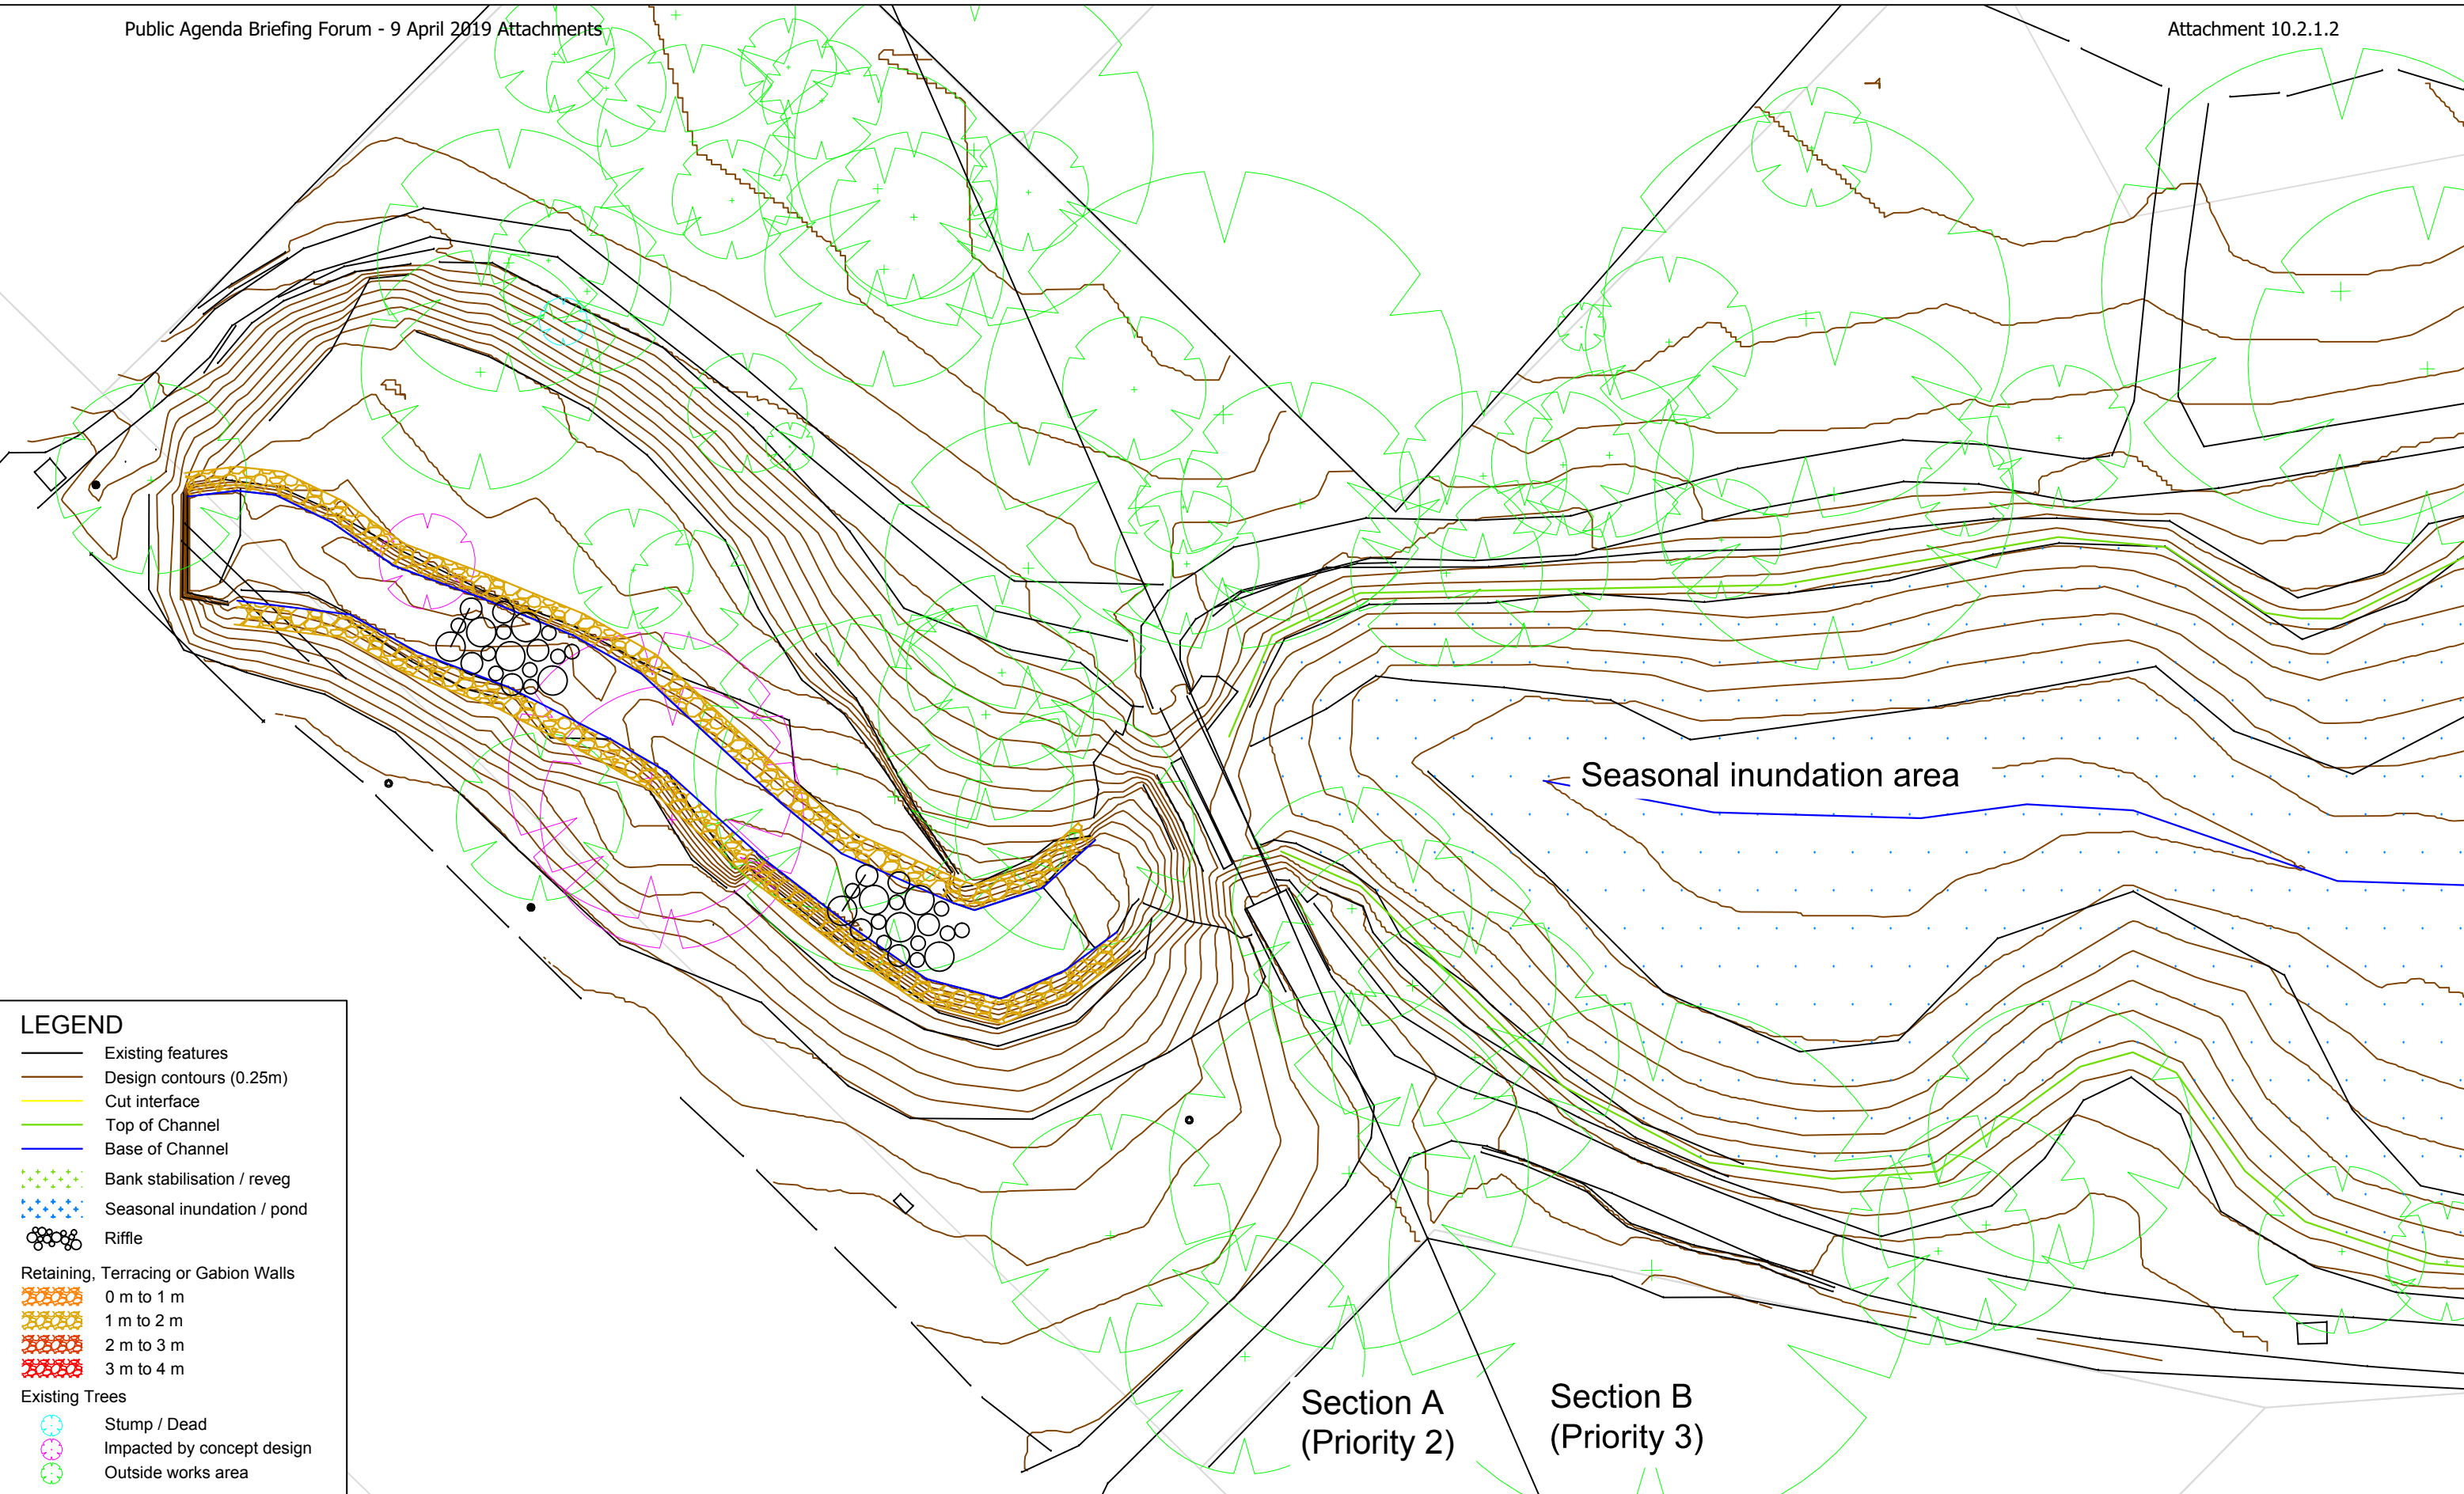 Public Agenda Briefing Forum - 9 April 2019 Attachments
Attachment 10.2.1.2
Seasonal inundation area
LEGEND
Existing features
Design contours (0.25m)
Cut interface
Top of Channel
Base of Channel
Bank stabilisation / reveg
Seasonal inundation / pond
Riffle
Retaining, Terracing or Gabion Walls
0 m to 1 m
1 m to 2 m
2 m to 3 m
3 m to 4 m
Existing Trees
Stump / Dead
Impacted by concept design
Outside works area
Section A
(Priority 2)
Section B
(Priority 3)